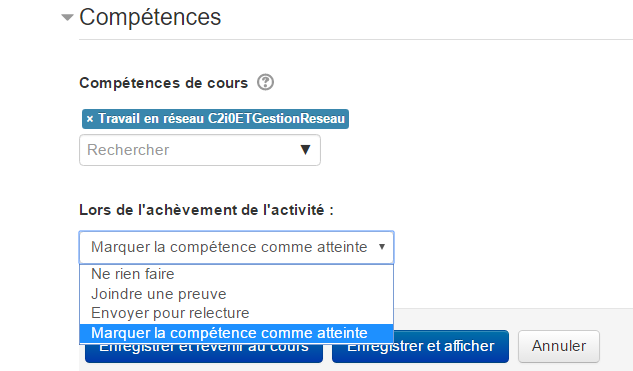 Compétences
Compétences de cours
× Travail en réseau C2i0ETGestionReseau
Rechercher
Lors de l'achèvement de l'activité :
Marquer la compétence comme atteinte
Ne rien faire
Joindre une preuve
Envoyer pour relecture
Marquer la compétence comme atteinte
Enregistrer et revenir au cours
Enregistrer et afficher
Annuler